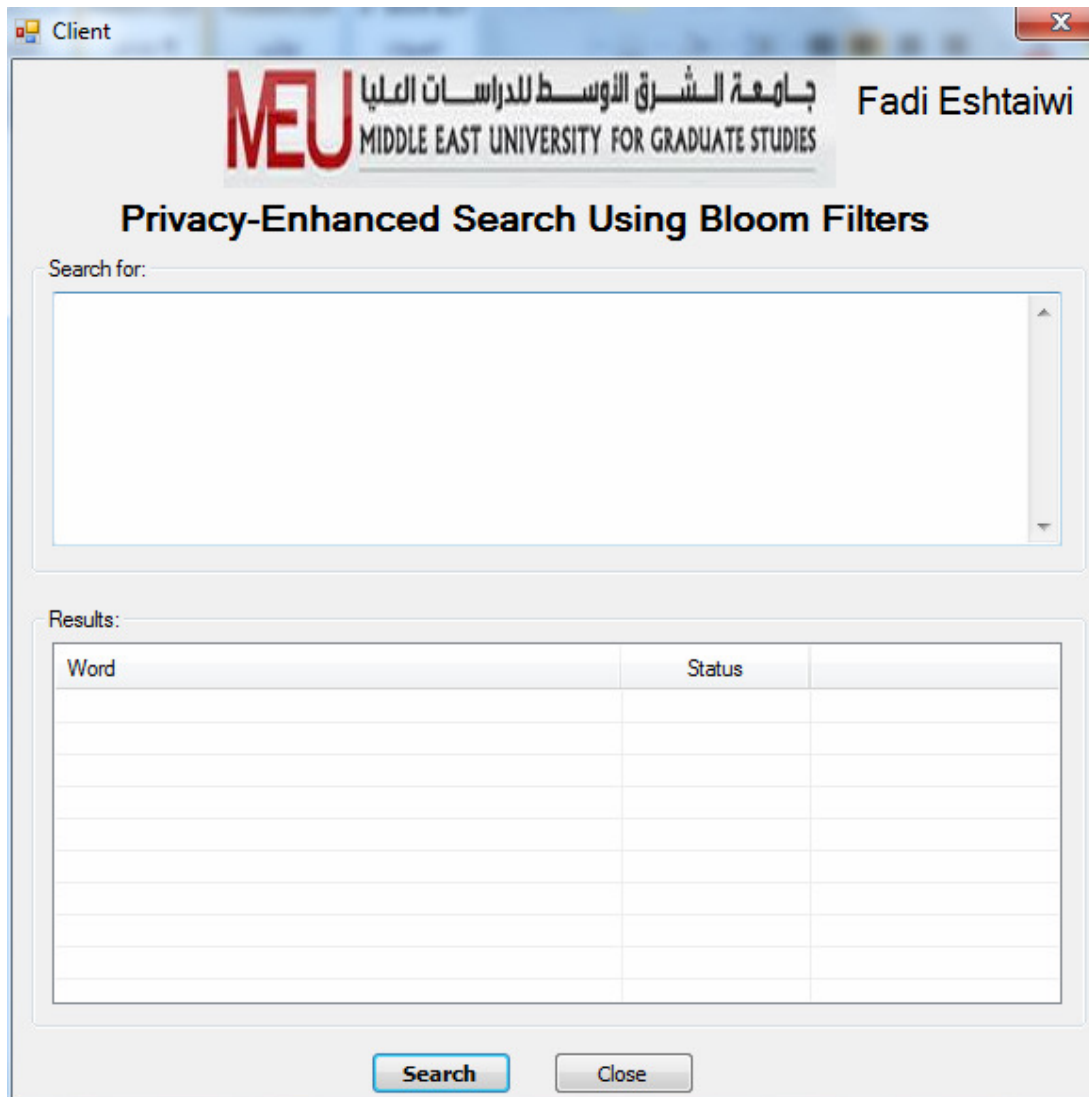 Client
جامعة الشرق الأوسط للدراسات العليا
MEU
MIDDLE EAST UNIVERSITY FOR GRADUATE STUDIES
Fadi Eshtaiwi
Privacy-Enhanced Search Using Bloom Filters
Search for:
Results:
Word Status
Search Close